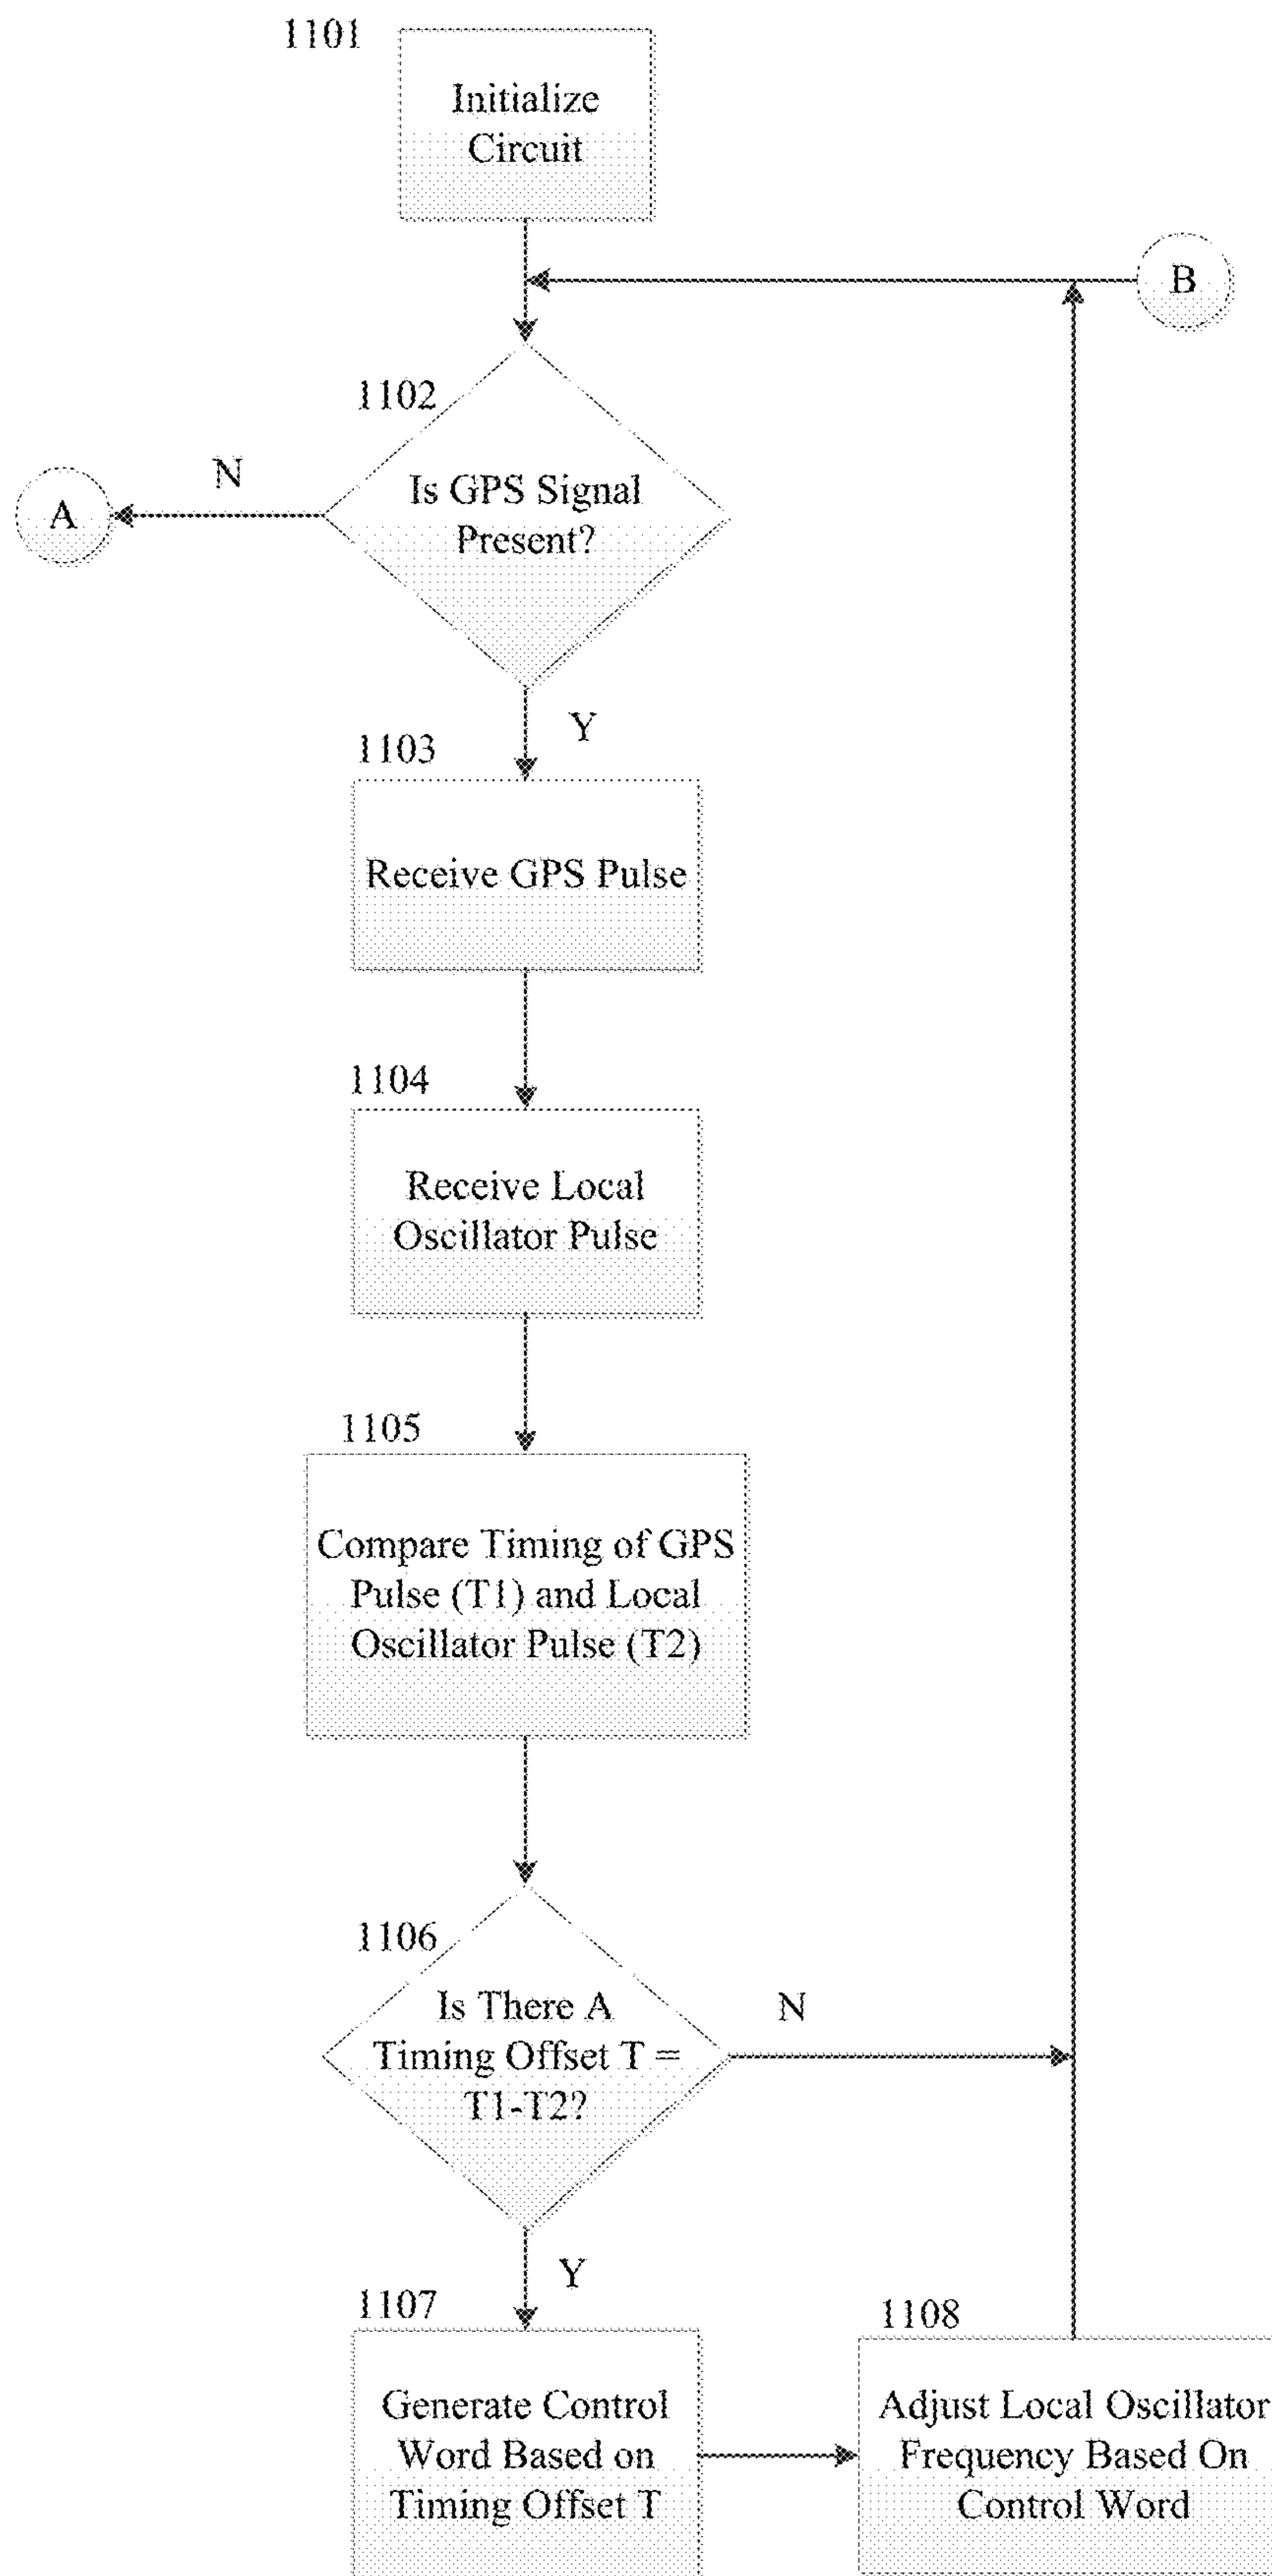 1101
Initialize
Circuit
B
1102
N
A
Is GPS Signal
Present?
Y
1103
Receive GPS Pulse
1104
Receive Local
Oscillator Pulse
1105
Compare Timing of GPS
Pulse (T1) and Local
Oscillator Pulse (T2)
1106
Is There A
Timing Offset T =
T1-T2?
N
Y
1107
Generate Control
Word Based on
Timing Offset T
1108
Adjust Local Oscillator
Frequency Based On
Control Word